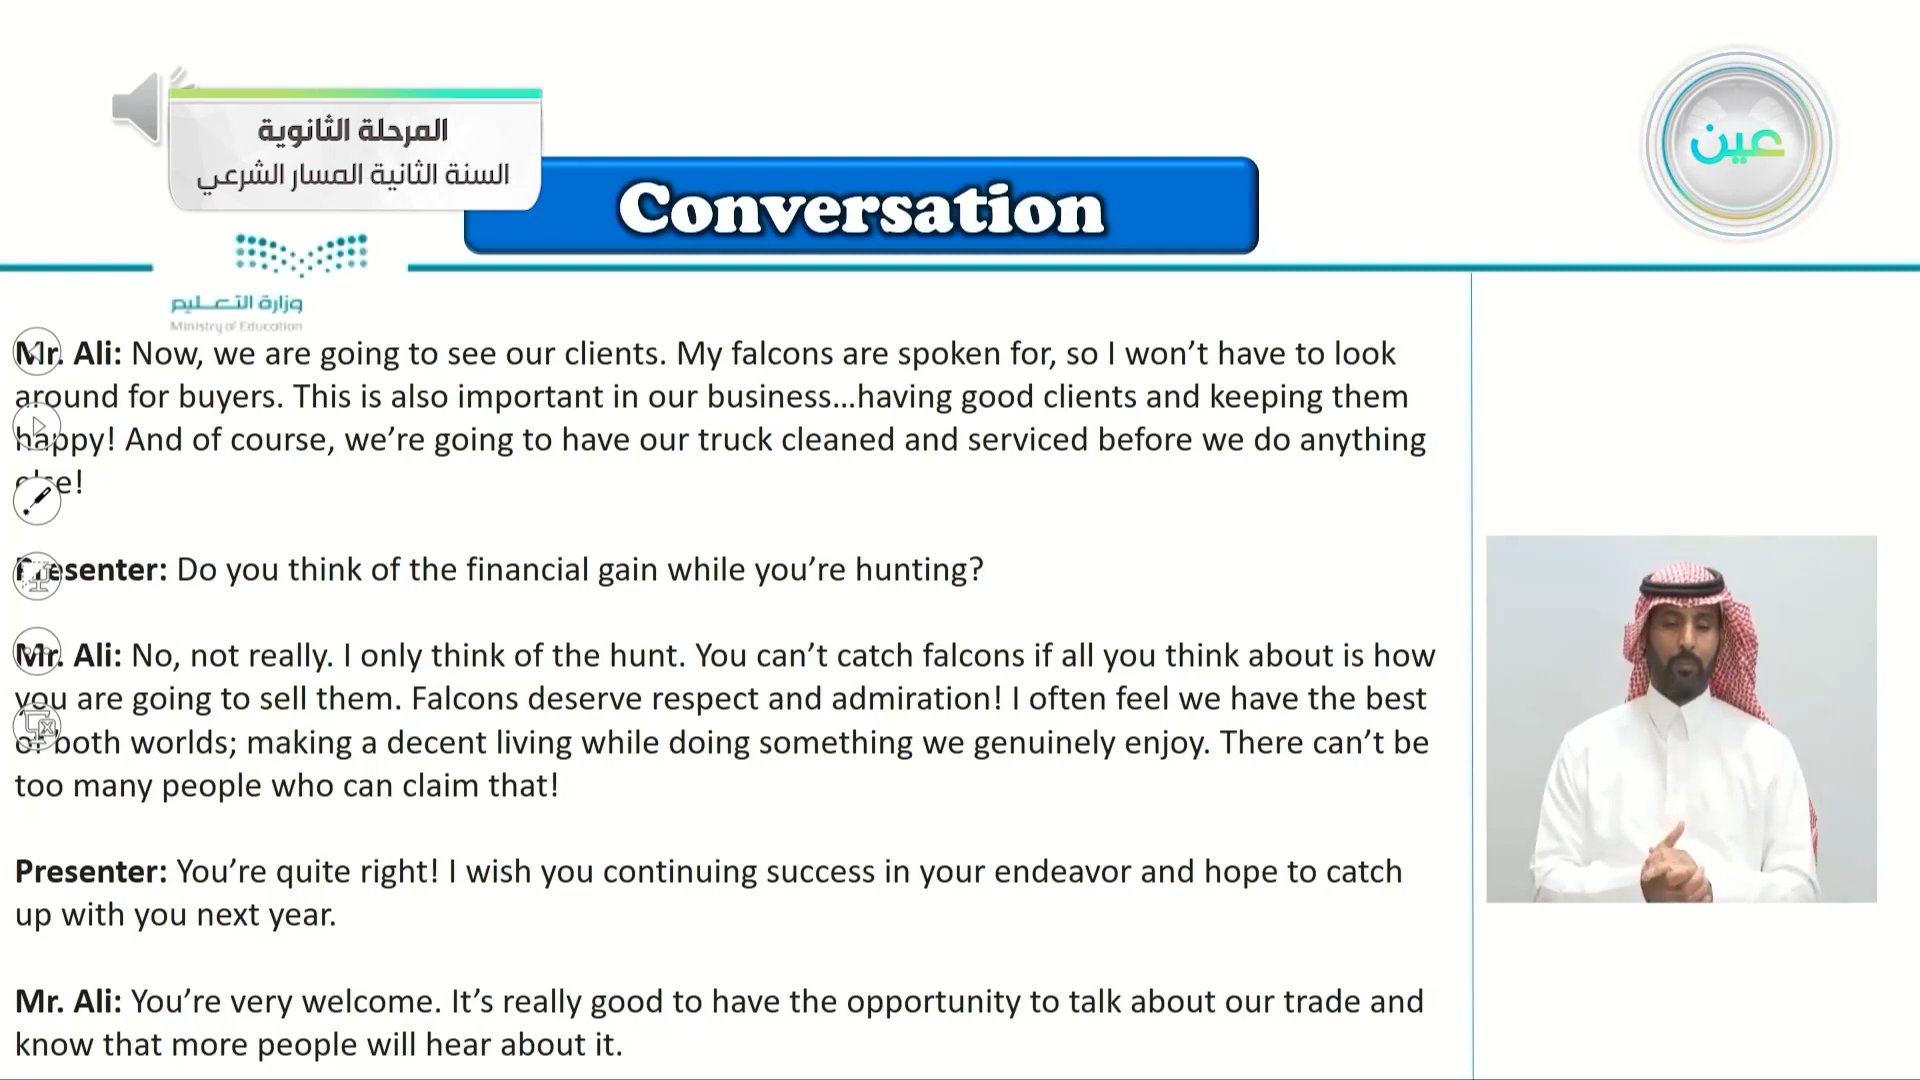 المرحلة الثانوية
السنة الثانية المسار الشرعي
عين
Conversation
وزارة التعليم
Ministry of Education
Mr. Ali: Now, we are going to see our clients. My falcons are spoken for, so I won’t have to look
around for buyers. This is also important in our business...having good clients and keeping them
happy! And of course, we’re going to have our truck cleaned and serviced before we do anything
else!
Presenter: Do you think of the financial gain while you’re hunting?
Mr. Ali: No, not really. I only think of the hunt. You can’t catch falcons if all you think about is how
you are going to sell them. Falcons deserve respect and admiration! I often feel we have the best
of both worlds; making a decent living while doing something we genuinely enjoy. There can’t be
too many people who can claim that!
Presenter: You’re quite right! I wish you continuing success in your endeavor and hope to catch
up with you next year.
Mr. Ali: You’re very welcome. It’s really good to have the opportunity to talk about our trade and
know that more people will hear about it.